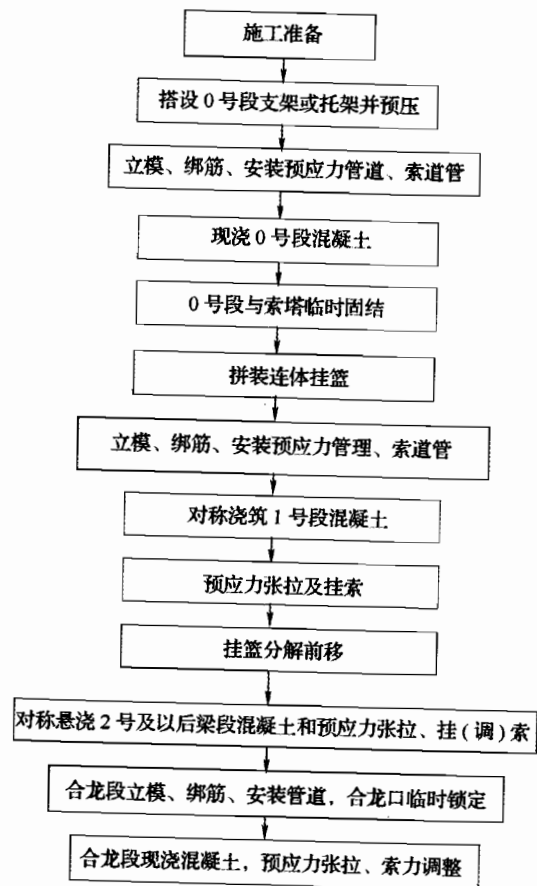 施工准备
搭设0号段支架或托架并预压
立模、绑筋、安装预应力管道、索道管
现浇0号段混凝土
0号段与索塔临时固结
拼装连体挂篮
立模、绑筋、安装预应力管理、索道管
对称浇筑1号段混凝土
预应力张拉及挂索
挂篮分解前移
对称悬浇2号及以后梁段混凝土和预应力张拉、挂(调)索
合龙段立模、绑筋、安装管道,合龙口临时锁定
合龙段现浇混凝土,预应力张拉、索力调整